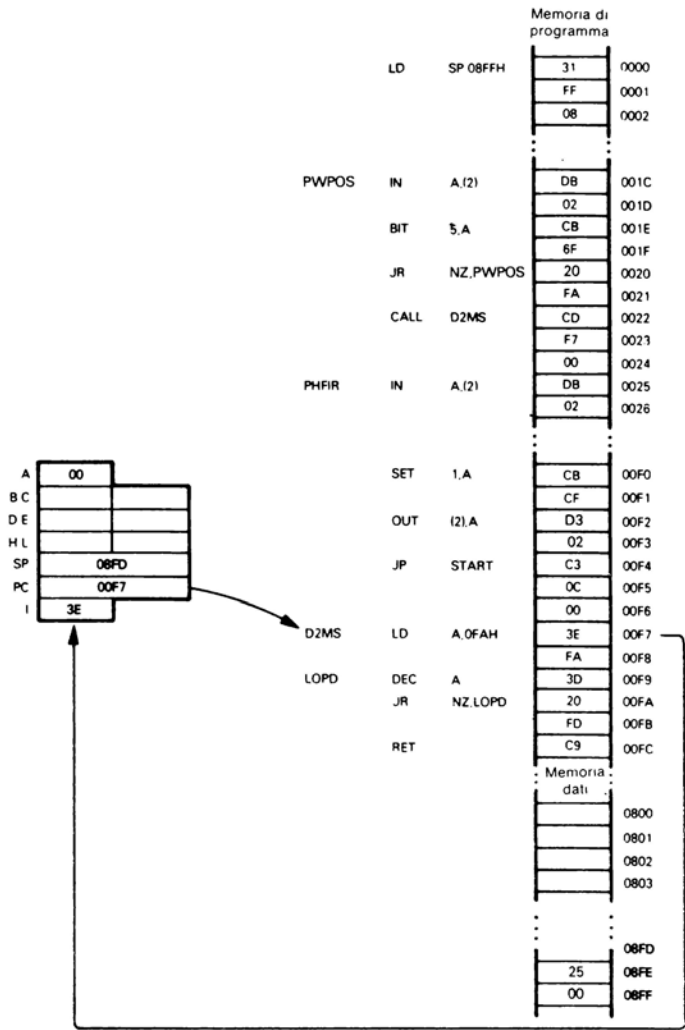 Memoria di
programma
LD SP 08FFH 31 0000
FF 0001
08 0002
PWPOS IN A,(2) DB 001C
02 001D
BIT 5,A CB 001E
6F 001F
JR NZ,PWPOS 20 0020
FA 0021
CALL D2MS CD 0022
F7 0023
00 0024
PHFIR IN A,(2) DB 0025
02 0026
A 00
B C
D E
H L
SP 08FD
PC 00F7
I 3E
SET 1,A CB 00F0
CF 00F1
OUT (2),A D3 00F2
02 00F3
JP START C3 00F4
0C 00F5
00 00F6
D2MS LD A,0FAH 3E 00F7
FA 00F8
LOPD DEC A 3D 00F9
JR NZ,LOPD 20 00FA
FD 00FB
RET C9 00FC
Memoria
dati
0800
0801
0802
0803
08FD
25 08FE
00 08FF